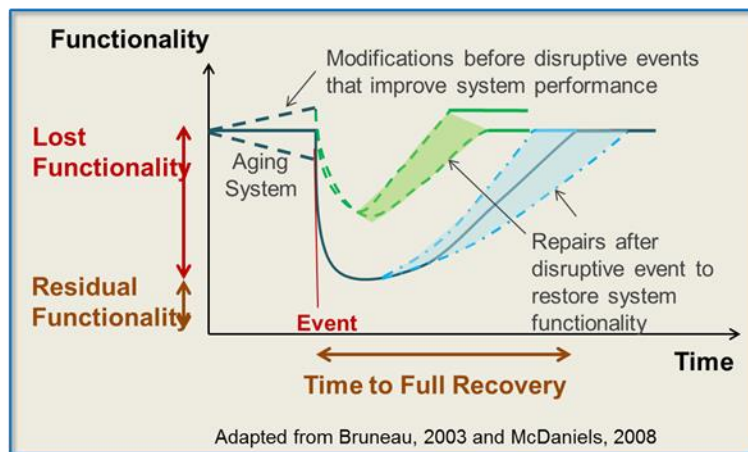 Functionality
Modifications before disruptive events
that improve system performance
Lost
Functionality
Aging
System
Repairs after
disruptive event to
restore system
functionality
Residual
Functionality
Event
Time
Time to Full Recovery
Adapted from Bruneau, 2003 and McDaniels, 2008